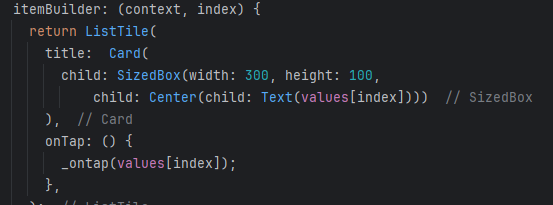 itemBuilder: (context, index) {
return ListTile(
title:  Card(
child: SizedBox(width: 300, height: 100,
child: Center(child: Text(values[index])))  // SizedBox
),  // Card
onTap: () {
_ontap(values[index]);
},
);  // ListTile